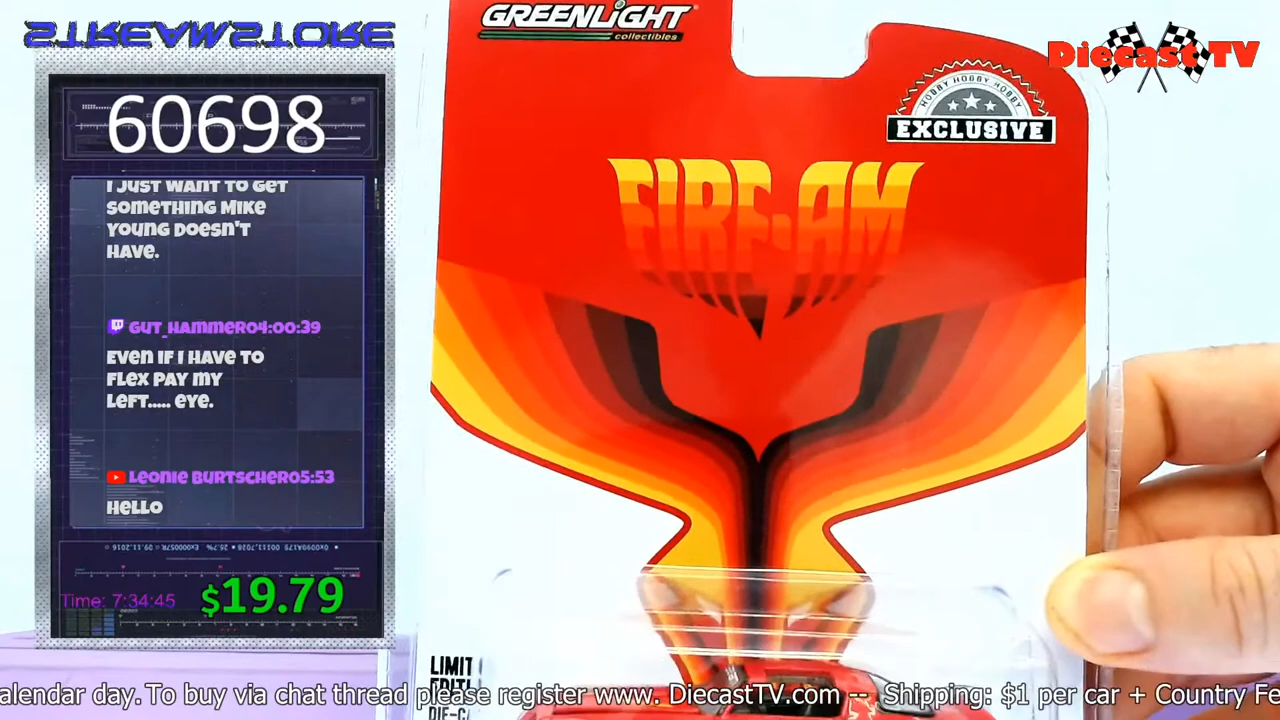 STREAMSTORE
60698
I just want to get
something Mike
Young doesn't
have.
Gut_Hammer04:00:39
Even if I have to
flex pay my
left..... eye.
Leonie Burtscher05:53
Hello
Time: 7:34:45
$19.79
GREENLiGHT
collectibles
HOBBY HOBBY HOBBY
EXCLUSIVE
Diecast TV
FIRE-AM
LIMIT
EDITI
DIE-CA
alendar day. To buy via chat thread please register www. DiecastTV.com -- Shipping: $1 per car + Country Fe